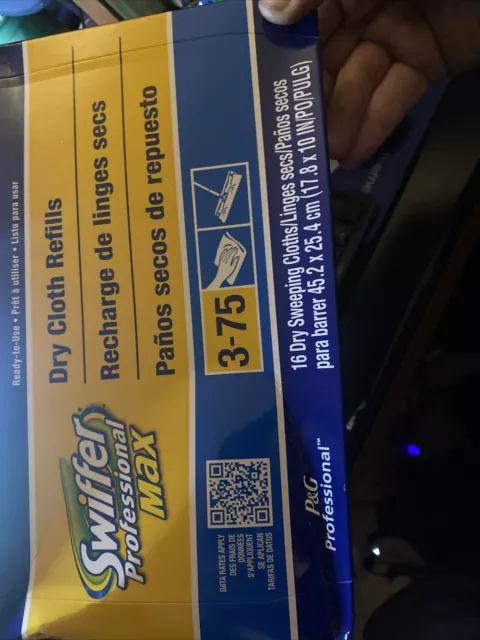 Ready-to-Use • Prêt à utiliser • Listo para usar
Swiffer
Professional
Max
Dry Cloth Refills
Recharge de linges secs
Paños secos de repuesto
DATA RATES APPLY
DES FRAIS DE
DONNÉES
S'APPLIQUENT
SE APLICAN
TARIFAS DE DATOS
3-75
P&G
Professional™
16 Dry Sweeping Cloths/Linges secs/Paños secos
para barrer 45.2 x 25.4 cm (17.8 x 10 IN/PO/PULG)